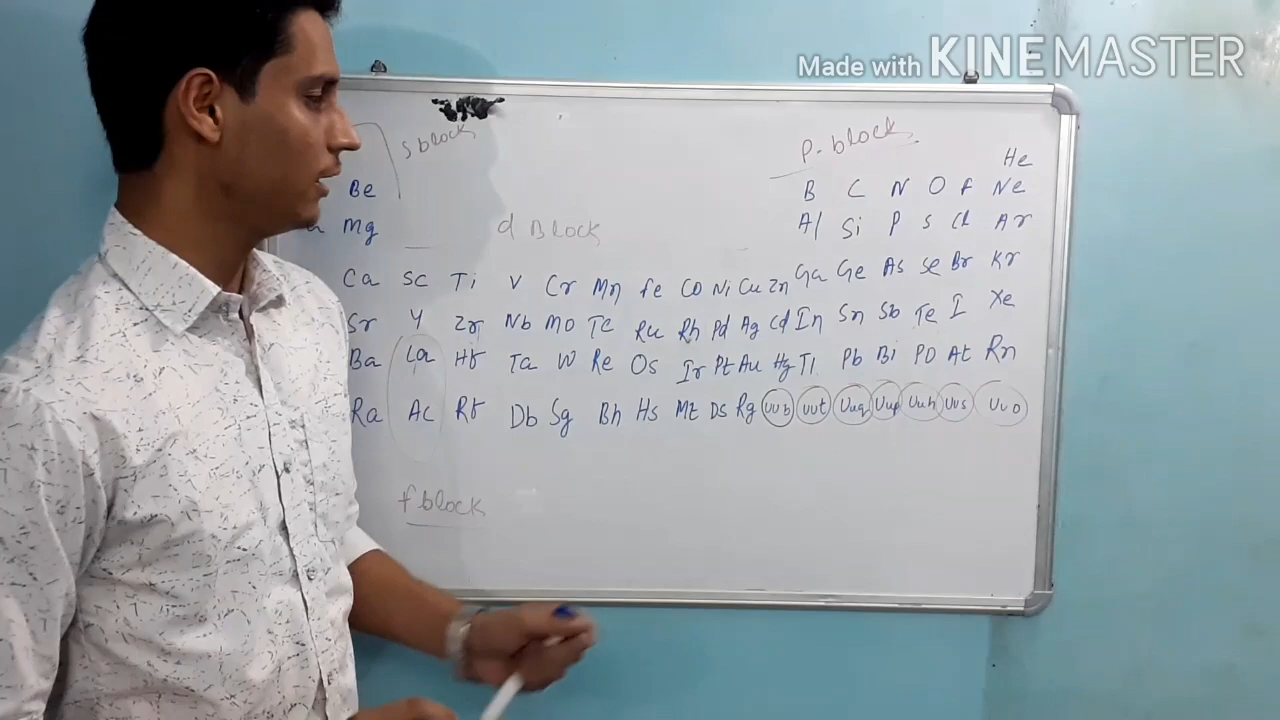 Made with KINEMASTER
s block
P-block
He
Be B C N O F Ne
Mg Al Si P S Cl Ar
d Block
Ca Sc Ti V Cr Mn Fe CO Ni Cu Zn Ga Ge As Se Br Kr
Sr Y Zr Nb MO TC Ru Rh Pd Ag Cd In Sn Sb Te I Xe
Ba La Hf Ta W Re Os Ir Pt Au Hg Tl Pb Bi PO At Rn
Ra AC Rf Db Sg Bh Hs Mt DS Rg Uub Uut Uuq Uup Uuh Uus Uuo
f block